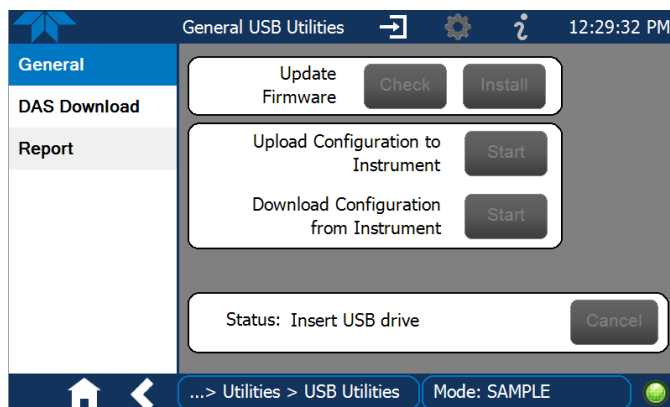 General USB Utilities
12:29:32 PM
General
DAS Download
Report
Update
Firmware
Check
Install
Upload Configuration to
Instrument
Start
Download Configuration
from Instrument
Start
Status: Insert USB drive
Cancel
...> Utilities > USB Utilities
Mode: SAMPLE